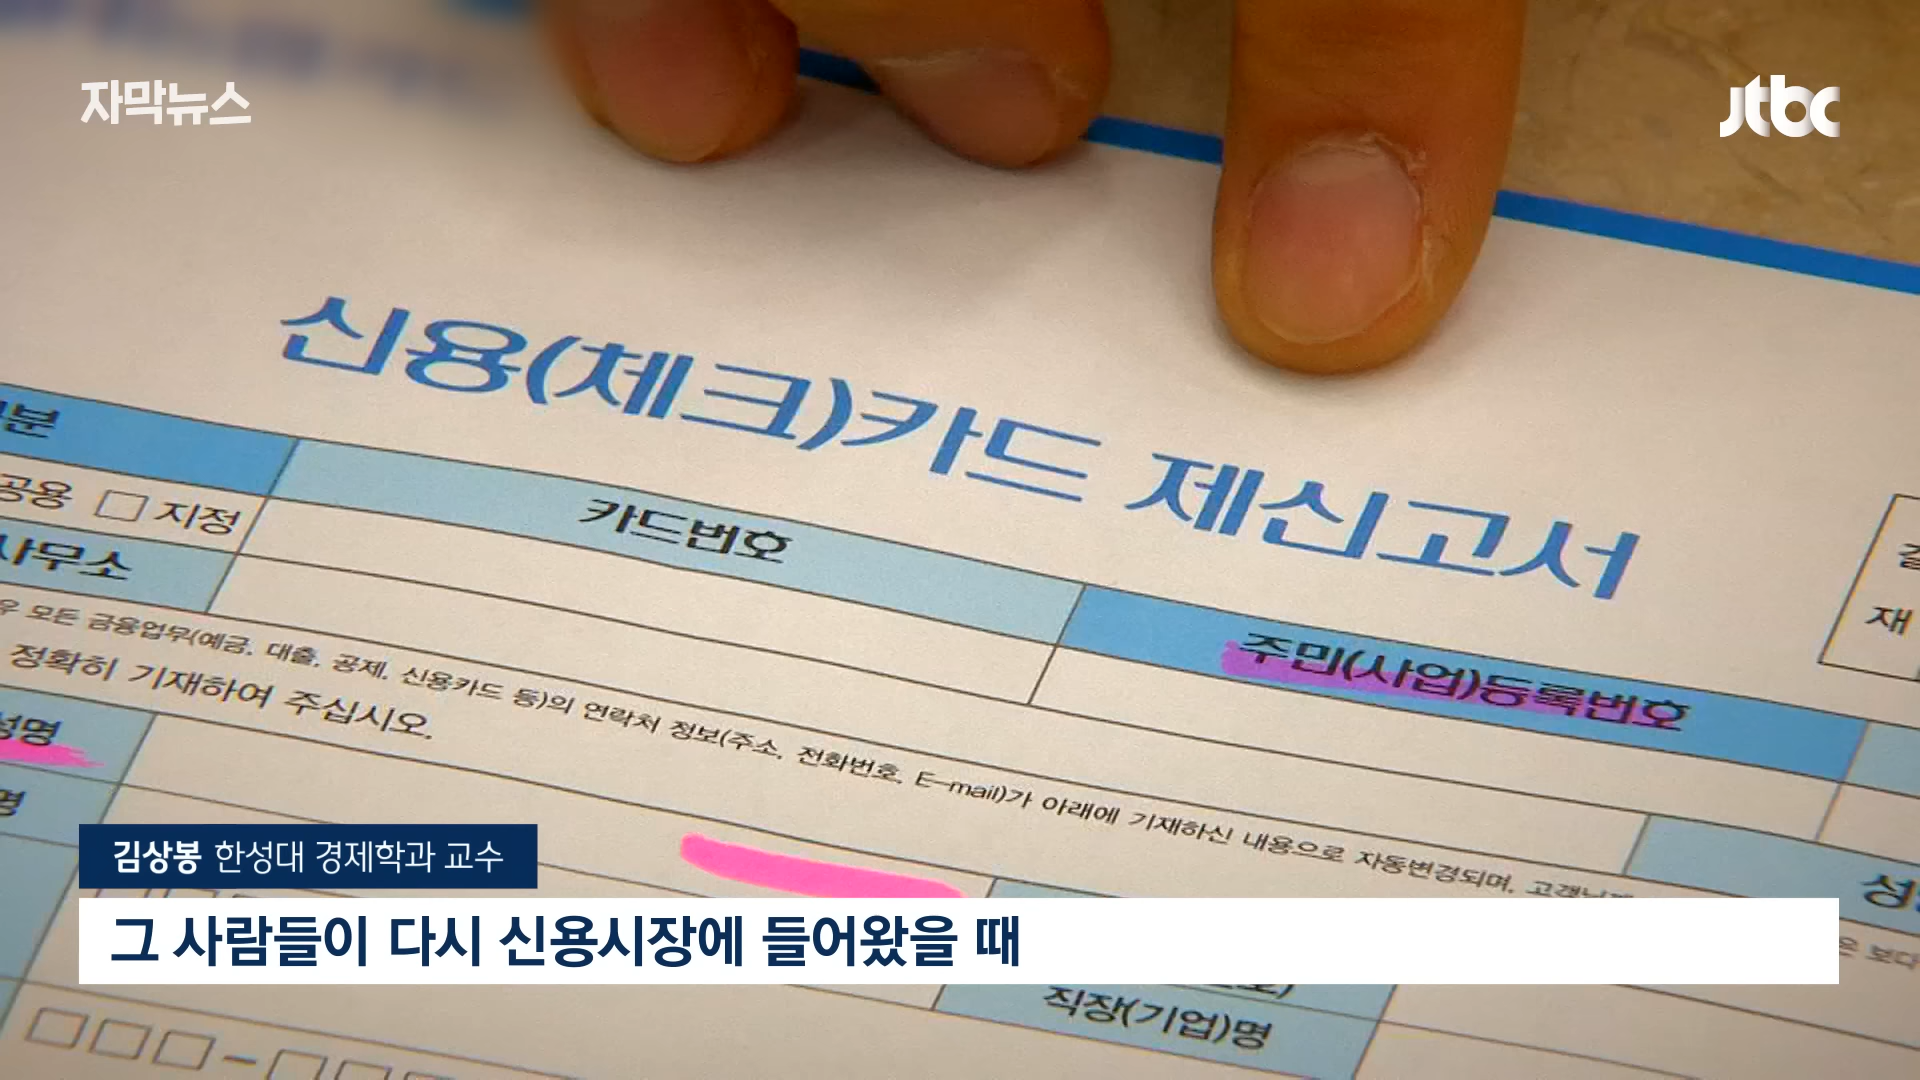 자막뉴스
jtbc
신용(체크)카드 제신고서
분
공용 □ 지정
카드번호
사무소
주민(사업)등록번호
재
모든 금융업무(예금, 대출, 공제, 신용카드 등)의 연락처 정보(주소, 전화번호, E-mail)가 아래에 기재하신 내용으로 자동변경되며,
정확히 기재하여 주십시오.
성명
명
김상봉 한성대 경제학과 교수
그 사람들이 다시 신용시장에 들어왔을 때
보다
직장(기업)명
□□□-□□